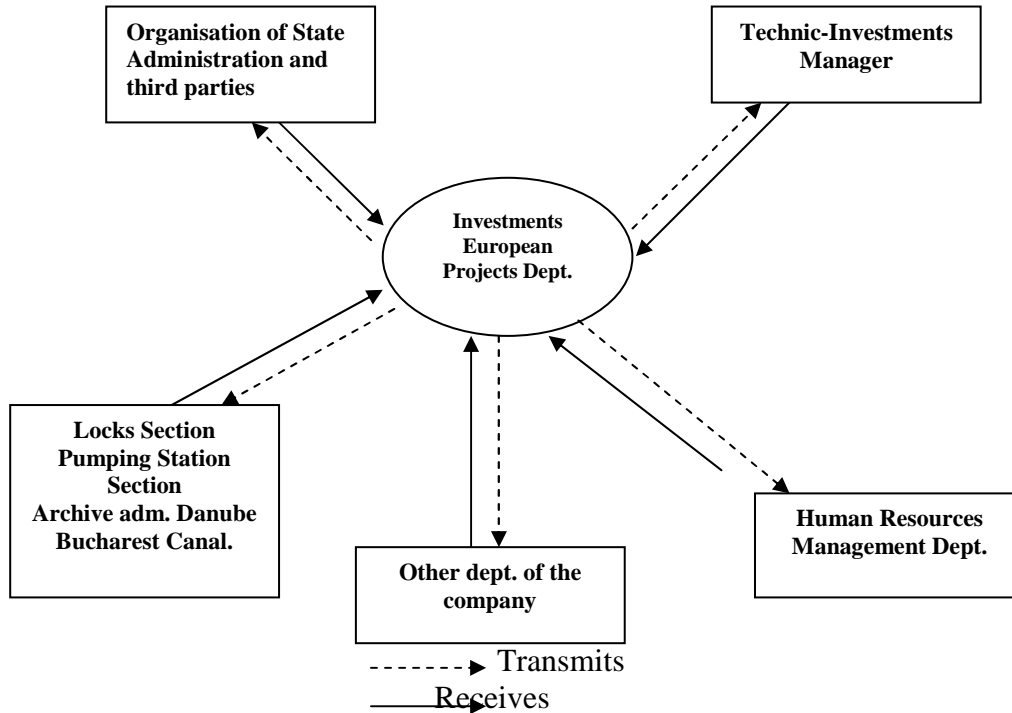 Organisation of State
Administration and
third parties
Technic-Investments
Manager
Investments
European
Projects Dept.
Locks Section
Pumping Station
Section
Archive adm. Danube
Bucharest Canal.
Human Resources
Management Dept.
Other dept. of the
company
Transmits
Receives